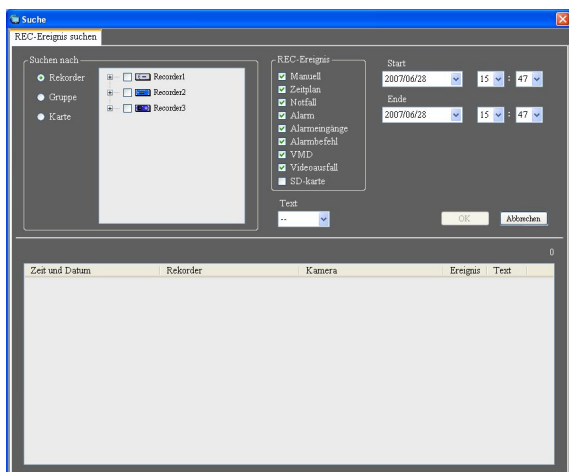 Suche
REC-Ereignis suchen
Suchen nach
Rekorder
Gruppe
Karte
Recorder1
Recorder2
Recorder3
REC-Ereignis
Manuell
Zeitplan
Notfall
Alarm
Alarmeingänge
Alarmbefehl
VMD
Videoausfall
SD-karte
Text
--
Start
2007/06/28 15 : 47
Ende
2007/06/28 15 : 47
OK Abbrechen
0
Zeit und Datum Rekorder Kamera Ereignis Text